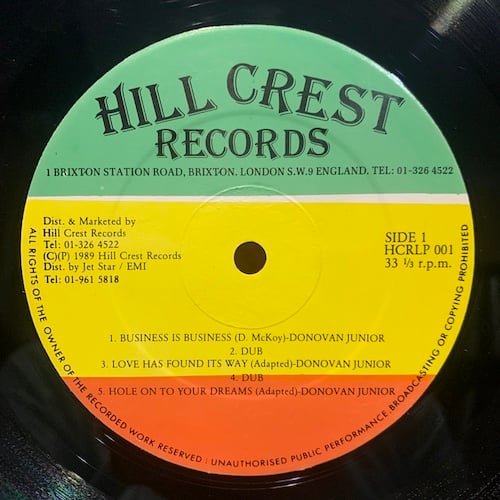 HILL CREST
RECORDS
1 BRIXTON STATION ROAD, BRIXTON. LONDON S.W.9 ENGLAND. TEL: 01-326 4522
Dist. & Marketed by
Hill Crest Records
Tel: 01-326 4522
(C)(P) 1989 Hill Crest Records
Dist. by Jet Star / EMI
Tel: 01-961 5818
SIDE 1
HCRLP 001
33 ⅓ r.p.m.
1. BUSINESS IS BUSINESS (D. McKoy)-DONOVAN JUNIOR
2. DUB
3. LOVE HAS FOUND ITS WAY (Adapted)-DONOVAN JUNIOR
4. DUB
5. HOLE ON TO YOUR DREAMS (Adapted)-DONOVAN JUNIOR
ALL RIGHTS OF THE OWNER OF THE RECORDED WORK RESERVED : UNAUTHORISED PUBLIC PERFORMANCE, BROADCASTING OR COPYING PROHIBITED